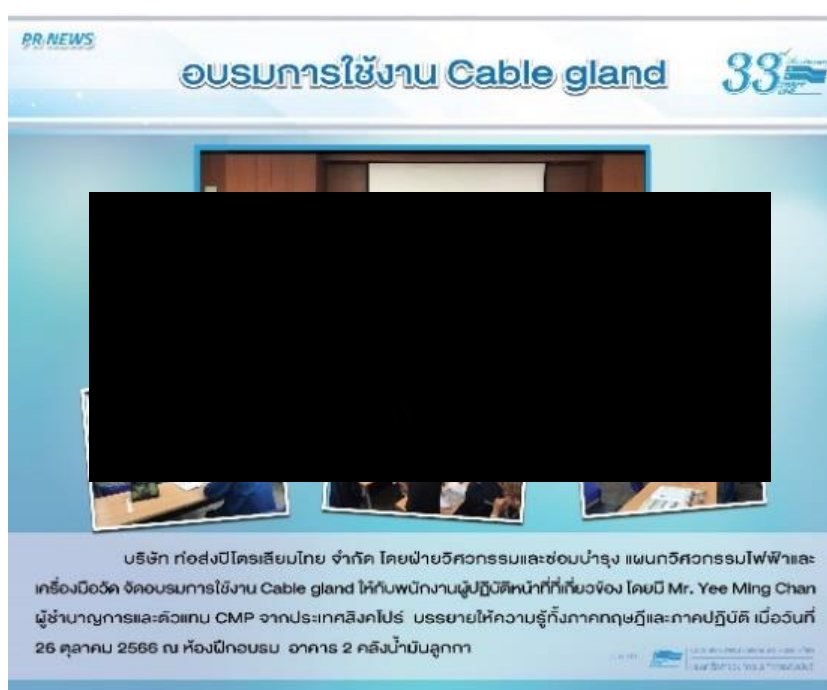 PR NEWS
อบรมการใช้งาน Cable gland
33
บริษัท ท่อส่งปิโตรเลียมไทย จำกัด โดยฝ่ายวิศวกรรมและซ่อมบำรุง แผนกวิศวกรรมไฟฟ้าและ
เครื่องมือวัด จัดอบรมการใช้งาน Cable gland ให้กับพนักงานผู้ปฏิบัติหน้าที่ที่เกี่ยวข้อง โดยมี Mr. Yee Ming Chan
ผู้ชำนาญการและตัวแทน CMP จากประเทศสิงคโปร์ บรรยายให้ความรู้ทั้งภาคทฤษฎีและภาคปฏิบัติ เมื่อวันที่
26 ตุลาคม 2566 ณ ห้องฝึกอบรม อาคาร 2 คลังน้ำมันลูกกา